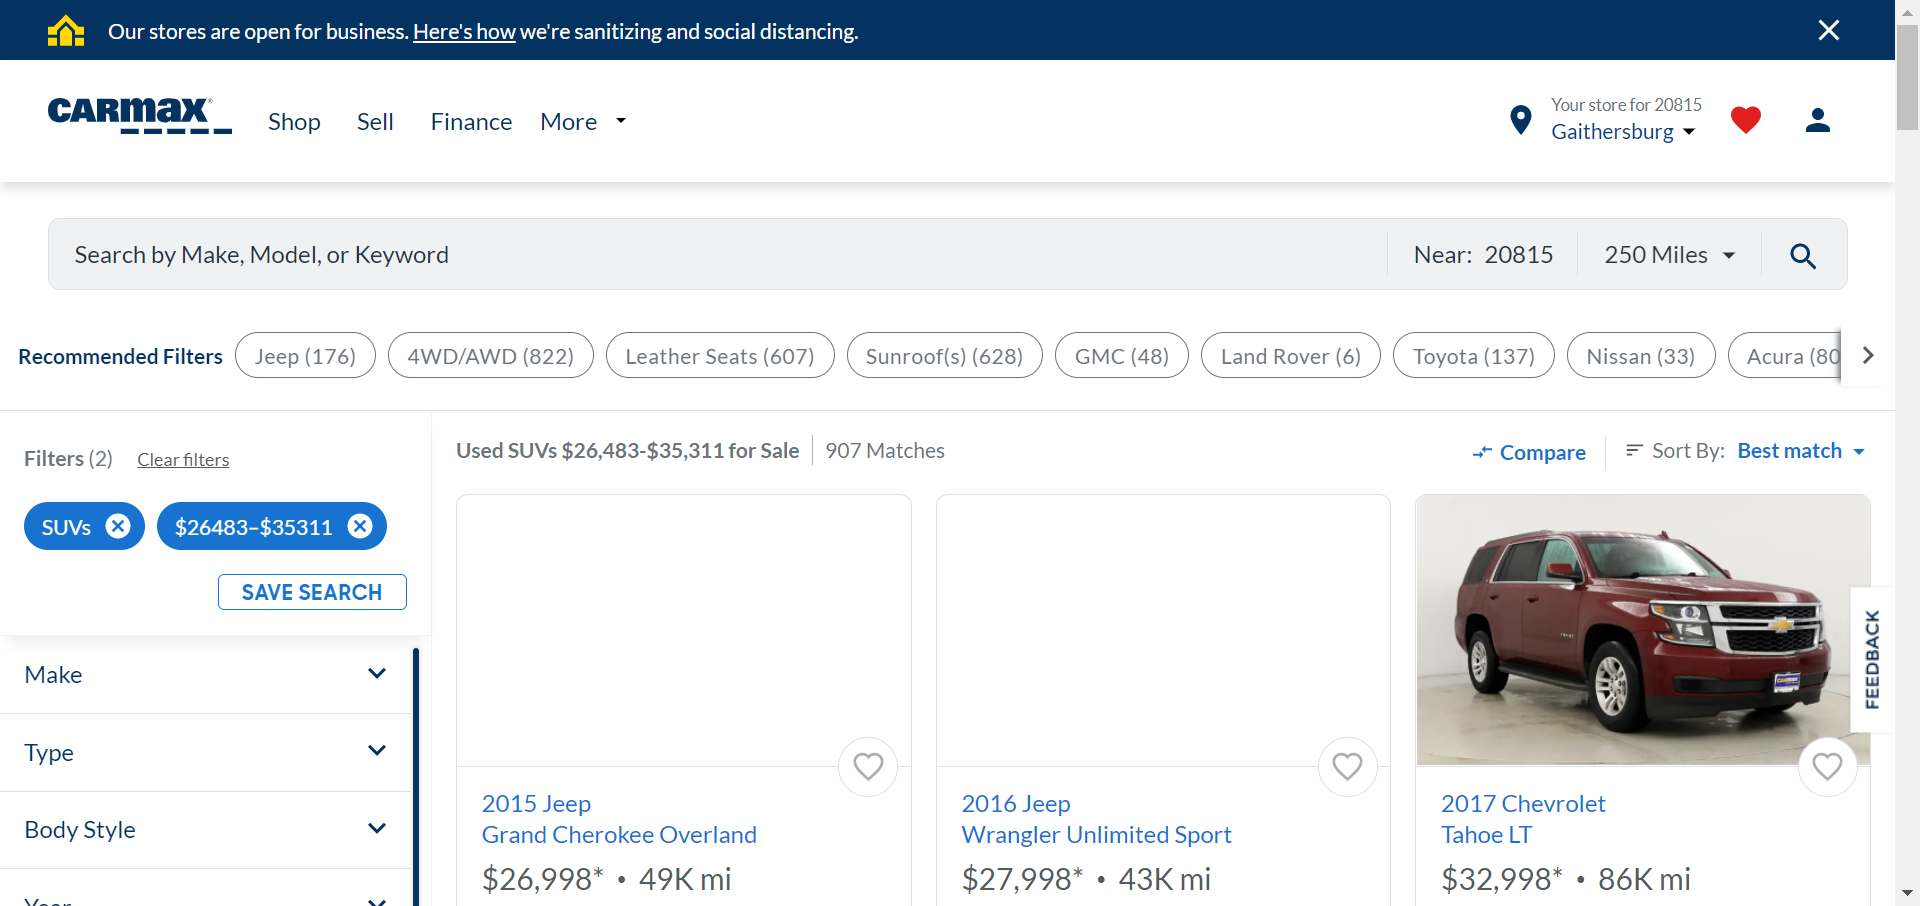 Our stores are open for business. Here's how we're sanitizing and social distancing.
CARMAX
Shop
Sell
Finance
More
Your store for 20815
Gaithersburg
Search by Make, Model, or Keyword
Near: 20815
250 Miles
Recommended Filters
Jeep (176)
4WD/AWD (822)
Leather Seats (607)
Sunroof(s) (628)
GMC (48)
Land Rover (6)
Toyota (137)
Nissan (33)
Acura (80
Filters (2)
Clear filters
SUVs
$26483–$35311
SAVE SEARCH
Make
Type
Body Style
Year
Used SUVs $26,483-$35,311 for Sale
907 Matches
Compare
Sort By: Best match
2015 Jeep
Grand Cherokee Overland
$26,998* • 49K mi
2016 Jeep
Wrangler Unlimited Sport
$27,998* • 43K mi
2017 Chevrolet
Tahoe LT
$32,998* • 86K mi
FEEDBACK